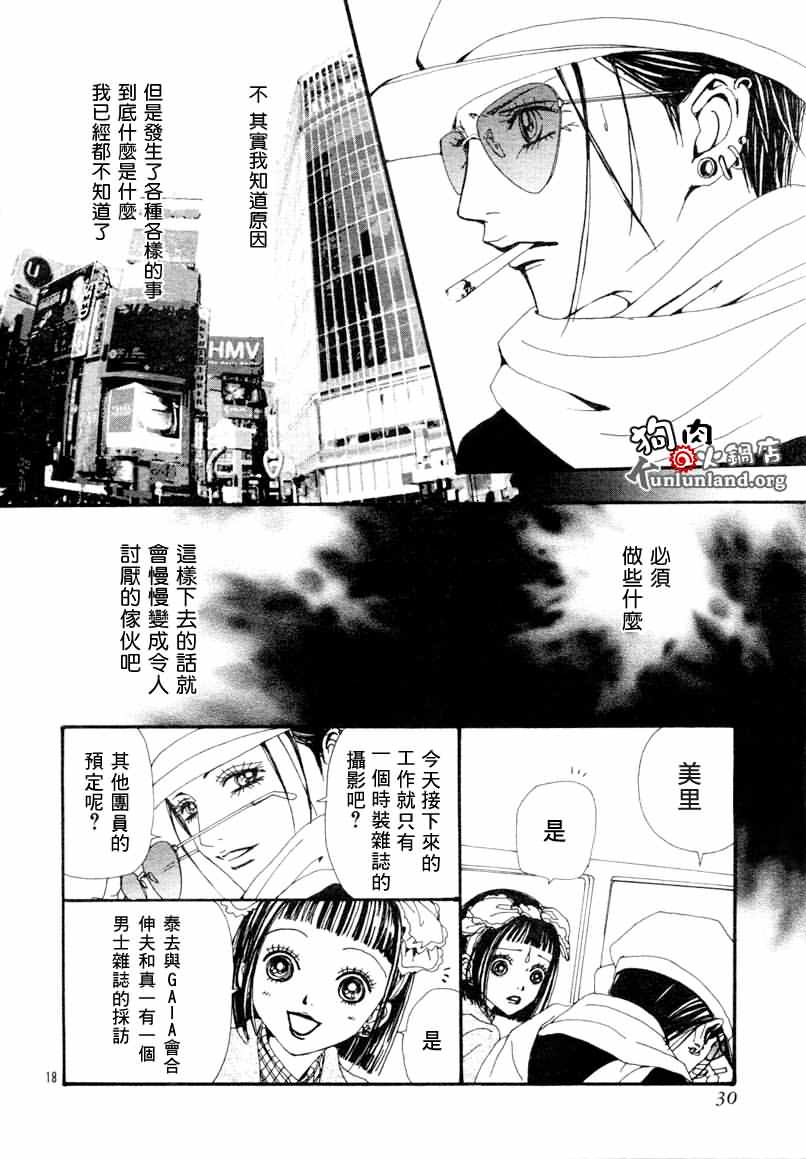 不 其實我知道原因
但是發生了各種各樣的事
到底什麼是什麼
我已經都不知道了
U
HMV
狗肉火鍋店
Kunlunland.org
必須
做些什麼
這樣下去的話就
會慢慢變成令人
討厭的傢伙吧
美里
是
今天接下來的
工作就只有
一個時裝雜誌的
攝影吧?
其他團員的
預定呢?
是
泰去與GAIA會合
伸夫和真一有一個
男士雜誌的採訪
18
30